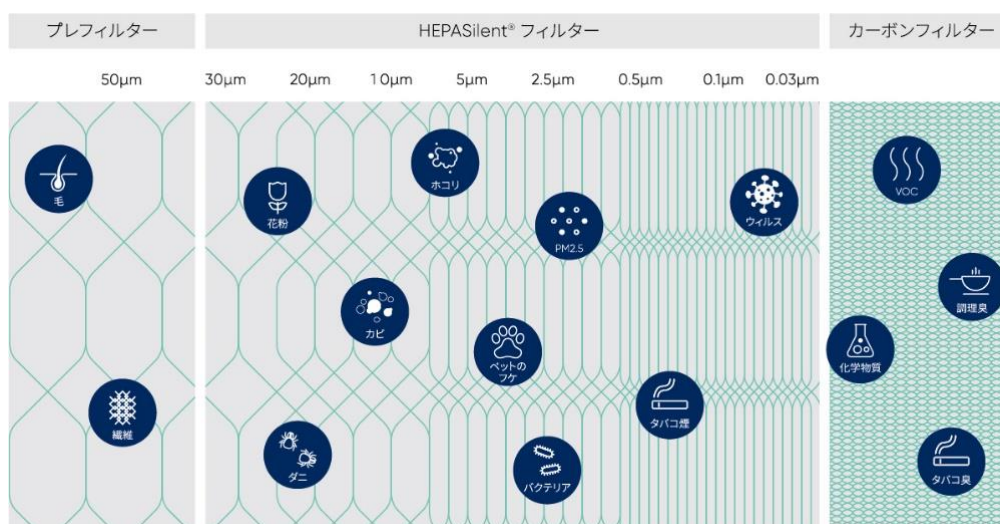 プレフィルター
HEPASilent® フィルター
カーボンフィルター
50μm
30μm
20μm
10μm
5μm
2.5μm
0.5μm
0.1μm
0.03μm
毛
花粉
ホコリ
PM2.5
ウィルス
VOC
カビ
ペットの
フケ
調理臭
化学物質
繊維
ダニ
バクテリア
タバコ煙
タバコ臭